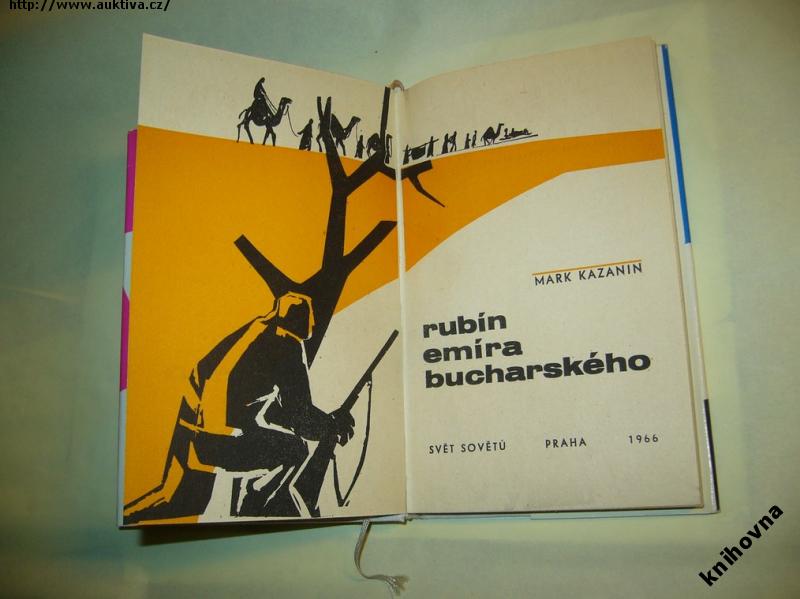 http://www.auktiva.cz/
MARK KAZANIN
rubín
emíra
bucharského
SVĚT SOVĚTŮ PRAHA 1966
knihovna